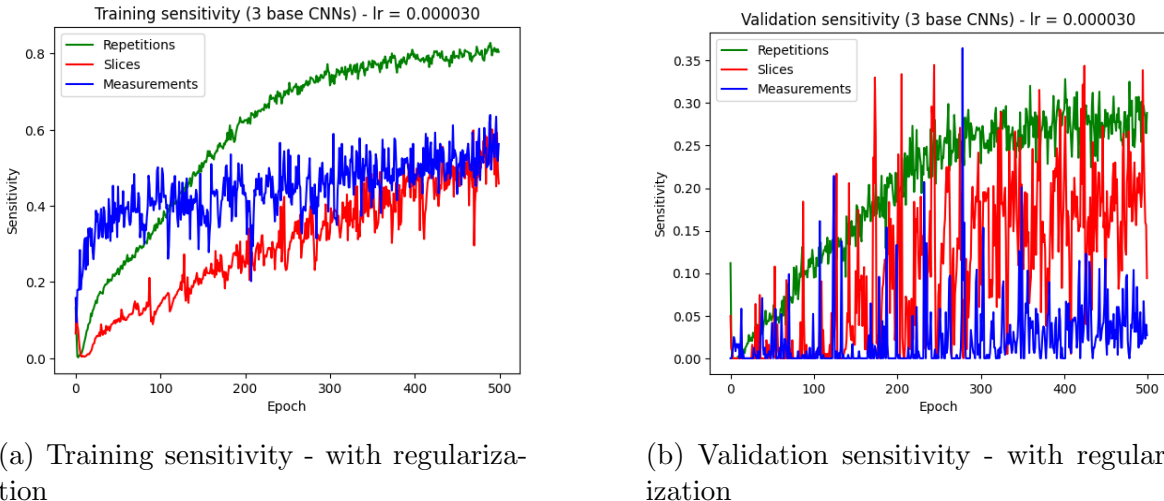 Training sensitivity (3 base CNNs) - lr = 0.000030
Repetitions
Slices
Measurements
0.8
0.6
0.4
0.2
0.0
Sensitivity
0 100 200 300 400 500
Epoch
(a) Training sensitivity - with regulariza-
tion
Validation sensitivity (3 base CNNs) - lr = 0.000030
Repetitions
Slices
Measurements
0.35
0.30
0.25
0.20
0.15
0.10
0.05
0.00
Sensitivity
0 100 200 300 400 500
Epoch
(b) Validation sensitivity - with regular
ization